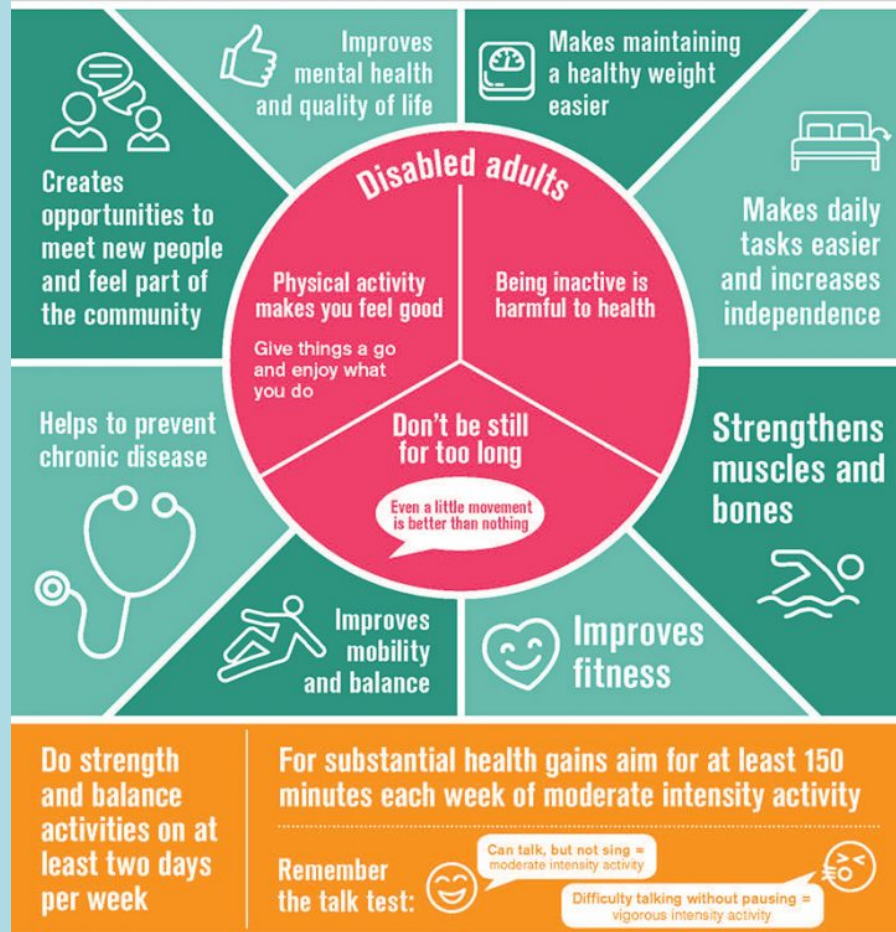 Improves
mental health
and quality of life
Makes maintaining
a healthy weight
easier
Creates
opportunities to
meet new people
and feel part of
the community
Makes daily
tasks easier
and increases
independence
Disabled adults
Physical activity
makes you feel good
Give things a go
and enjoy what
you do
Being inactive is
harmful to health
Don't be still
for too long
Even a little movement
is better than nothing
Helps to prevent
chronic disease
Strengthens
muscles and
bones
Improves
mobility
and balance
Improves
fitness
Do strength
and balance
activities on at
least two days
per week
For substantial health gains aim for at least 150
minutes each week of moderate intensity activity
Remember
the talk test:
Can talk, but not sing =
moderate intensity activity
Difficulty talking without pausing =
vigorous intensity activity